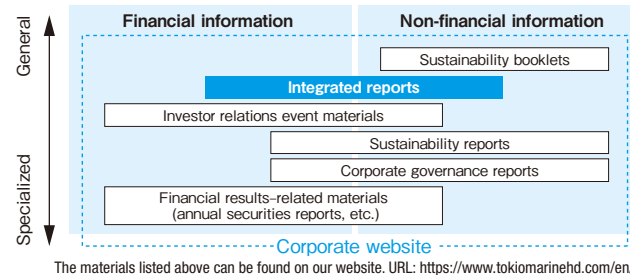 Financial information
Non-financial information
General
Sustainability booklets
Integrated reports
Investor relations event materials
Sustainability reports
Corporate governance reports
Specialized
Financial results–related materials
(annual securities reports, etc.)
Corporate website
The materials listed above can be found on our website. URL: https://www.tokiomarinehd.com/en